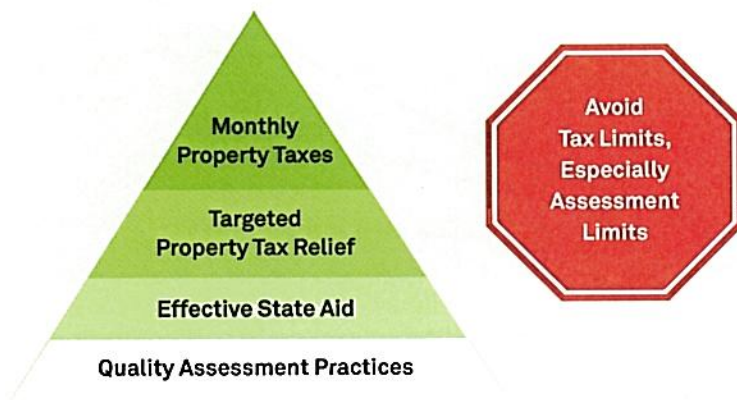 Monthly
Property Taxes
Targeted
Property Tax Relief
Effective State Aid
Quality Assessment Practices
Avoid
Tax Limits,
Especially
Assessment
Limits